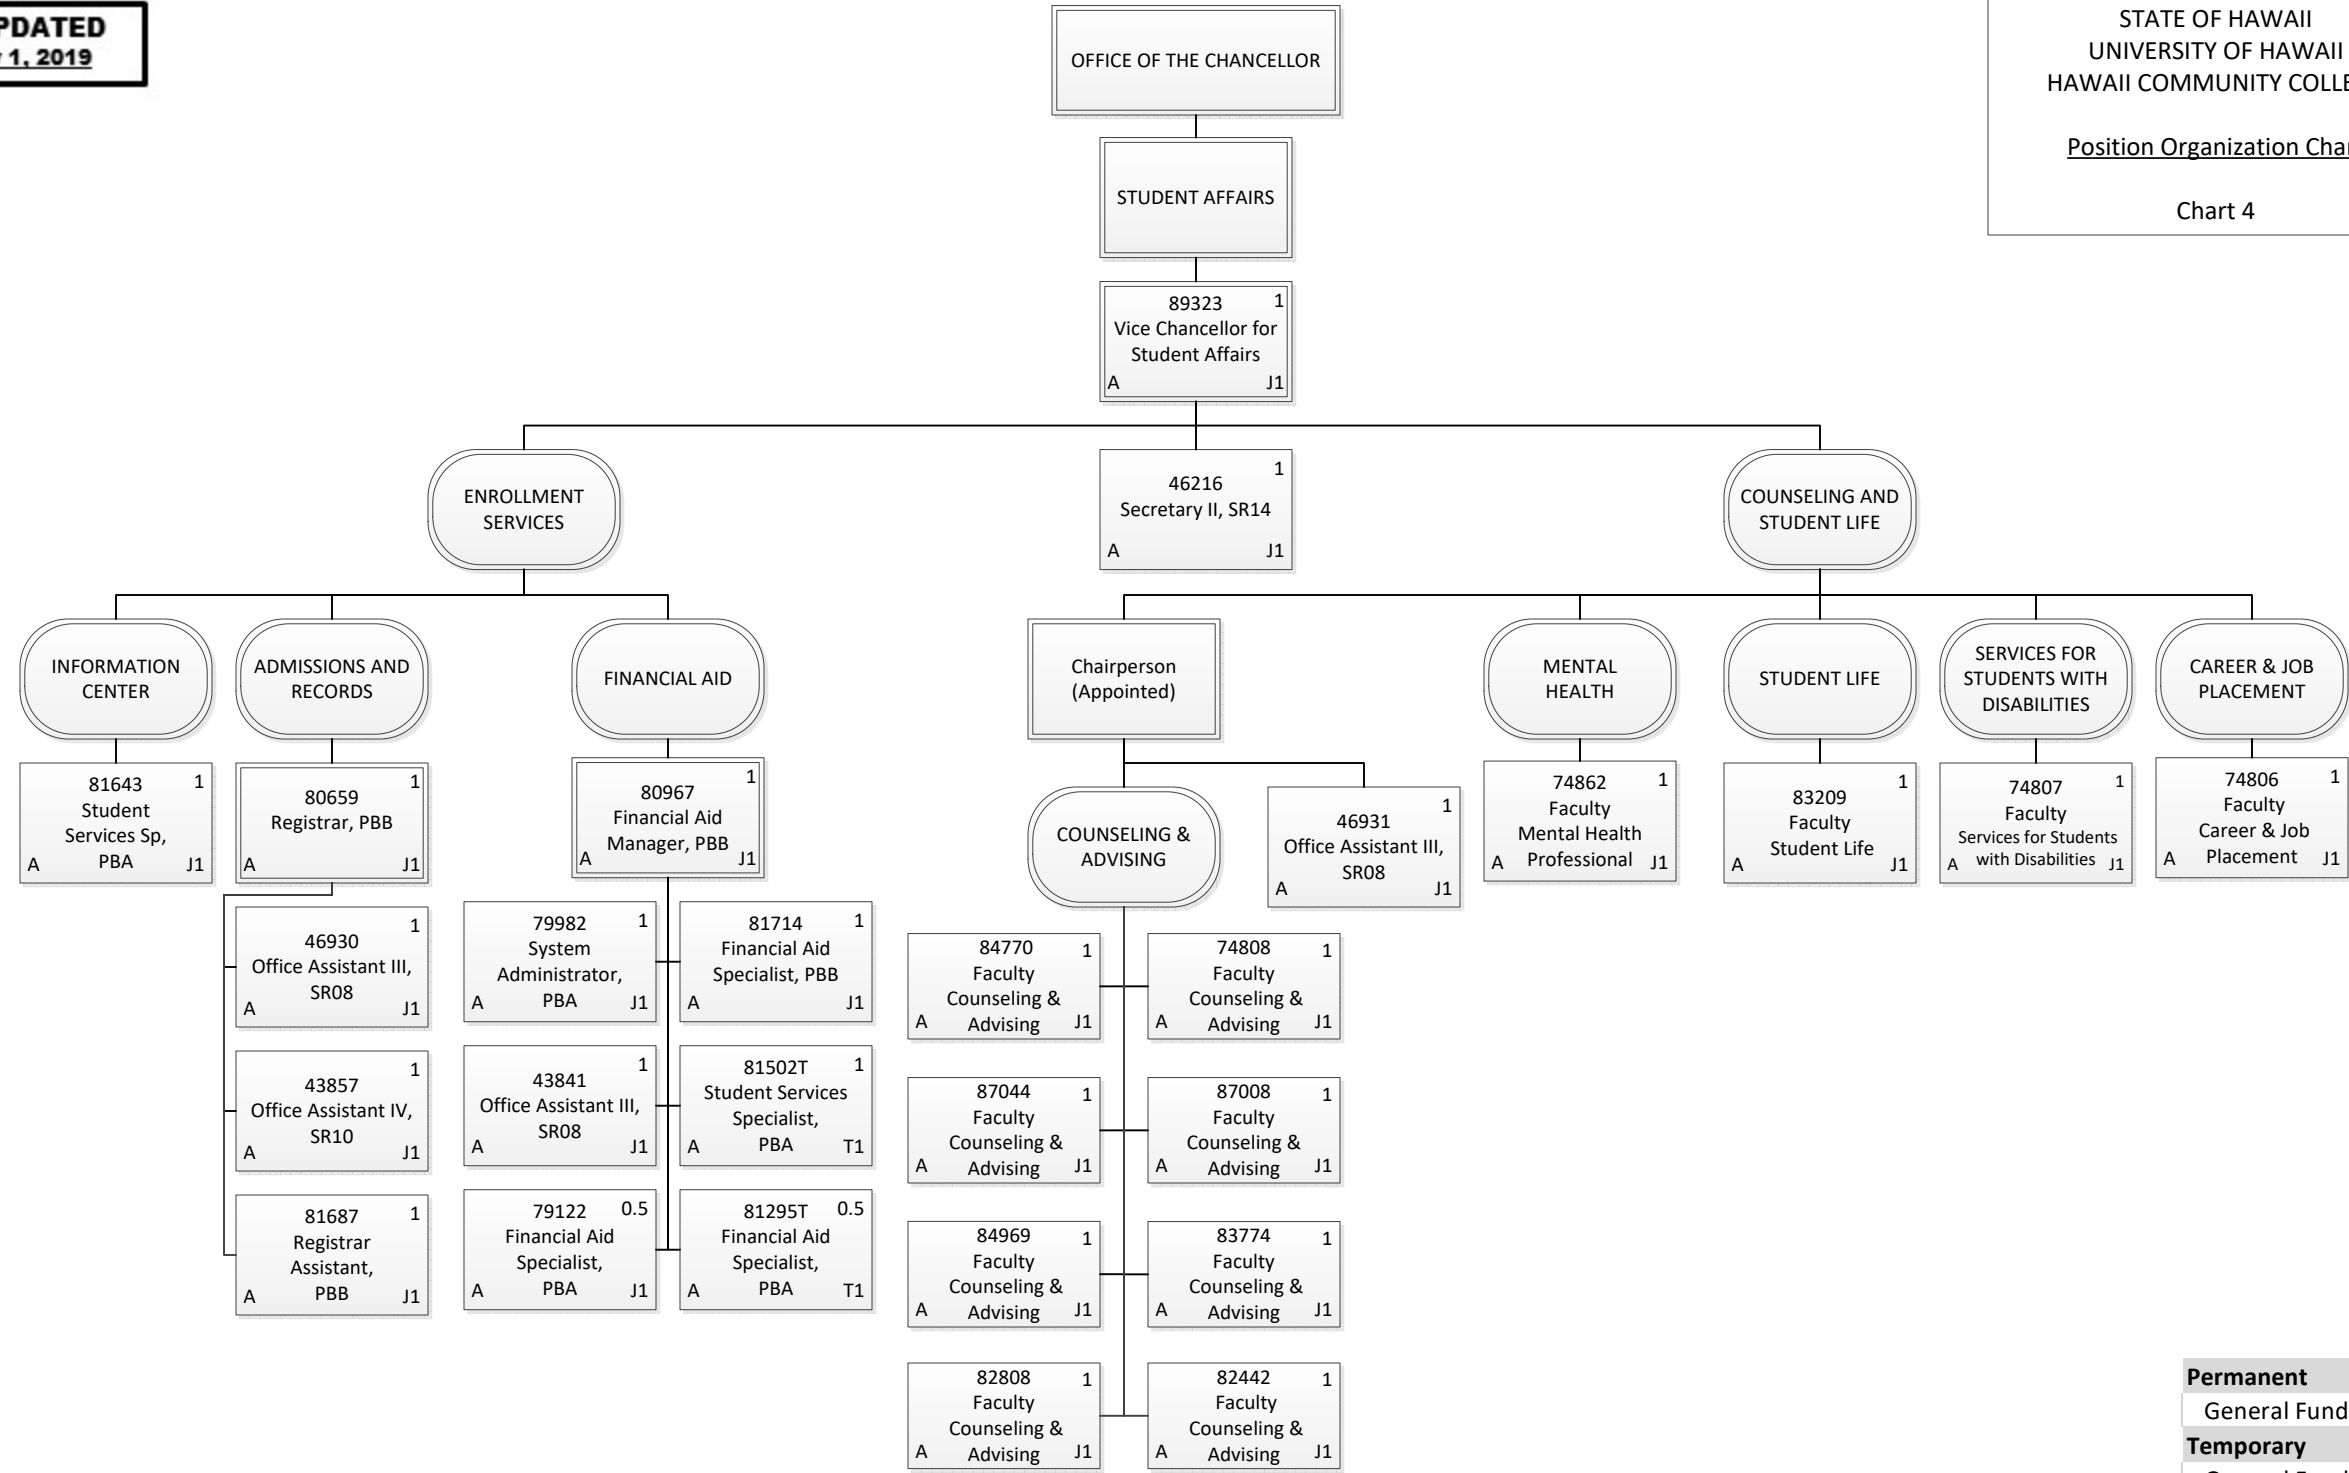 PDATED
1, 2019
STATE OF HAWAII
UNIVERSITY OF HAWAII
HAWAII COMMUNITY COLLE
Position Organization Char
Chart 4
OFFICE OF THE CHANCELLOR
STUDENT AFFAIRS
89323 1
Vice Chancellor for
Student Affairs
A J1
ENROLLMENT
SERVICES
1
46216
Secretary II, SR14
A J1
COUNSELING AND
STUDENT LIFE
INFORMATION
CENTER
ADMISSIONS AND
RECORDS
FINANCIAL AID
Chairperson
(Appointed)
MENTAL
HEALTH
STUDENT LIFE
SERVICES FOR
STUDENTS WITH
DISABILITIES
CAREER & JOB
PLACEMENT
81643 1
Student
Services Sp,
A PBA J1
1
80659
Registrar, PBB
A J1
1
80967
Financial Aid
Manager, PBB
A J1
COUNSELING &
ADVISING
1
46931
Office Assistant III,
SR08
A J1
74862 1
Faculty
Mental Health
A Professional J1
1
83209
Faculty
Student Life
A J1
74807 1
Faculty
Services for Students
A with Disabilities J1
74806 1
Faculty
Career & Job
A Placement J1
1
46930
Office Assistant III,
SR08
A J1
1
43857
Office Assistant IV,
SR10
A J1
81687 1
Registrar
Assistant,
A PBB J1
79982 1
System
Administrator,
A PBA J1
81714 1
Financial Aid
Specialist, PBB
A J1
1
43841
Office Assistant III,
SR08
A J1
81502T 1
Student Services
Specialist,
A PBA T1
79122 0.5
Financial Aid
Specialist,
A PBA J1
81295T 0.5
Financial Aid
Specialist,
A PBA T1
84770 1
Faculty
Counseling &
A Advising J1
74808 1
Faculty
Counseling &
A Advising J1
87044 1
Faculty
Counseling &
A Advising J1
87008 1
Faculty
Counseling &
A Advising J1
84969 1
Faculty
Counseling &
A Advising J1
83774 1
Faculty
Counseling &
A Advising J1
82808 1
Faculty
Counseling &
A Advising J1
82442 1
Faculty
Counseling &
A Advising J1
Permanent
General Fund
Temporary